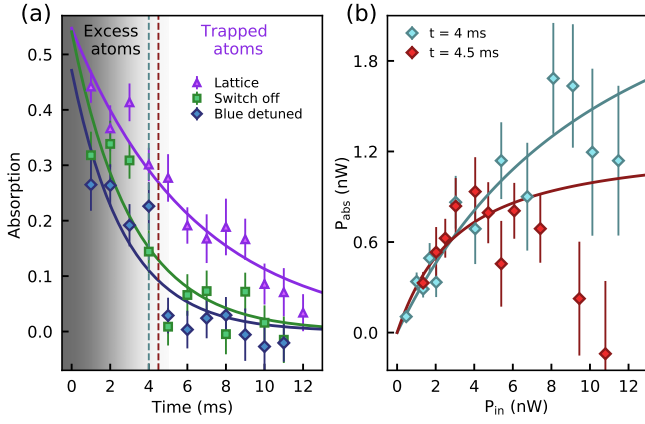 (a)
Excess
atoms
Trapped
atoms
Lattice
Switch off
Blue detuned
Absorption
0.5
0.4
0.3
0.2
0.1
0.0
0 2 4 6 8 10 12
Time (ms)
(b)
t = 4 ms
t = 4.5 ms
P_abs (nW)
1.8
1.2
0.6
0.0
0 2 4 6 8 10 12
P_in (nW)